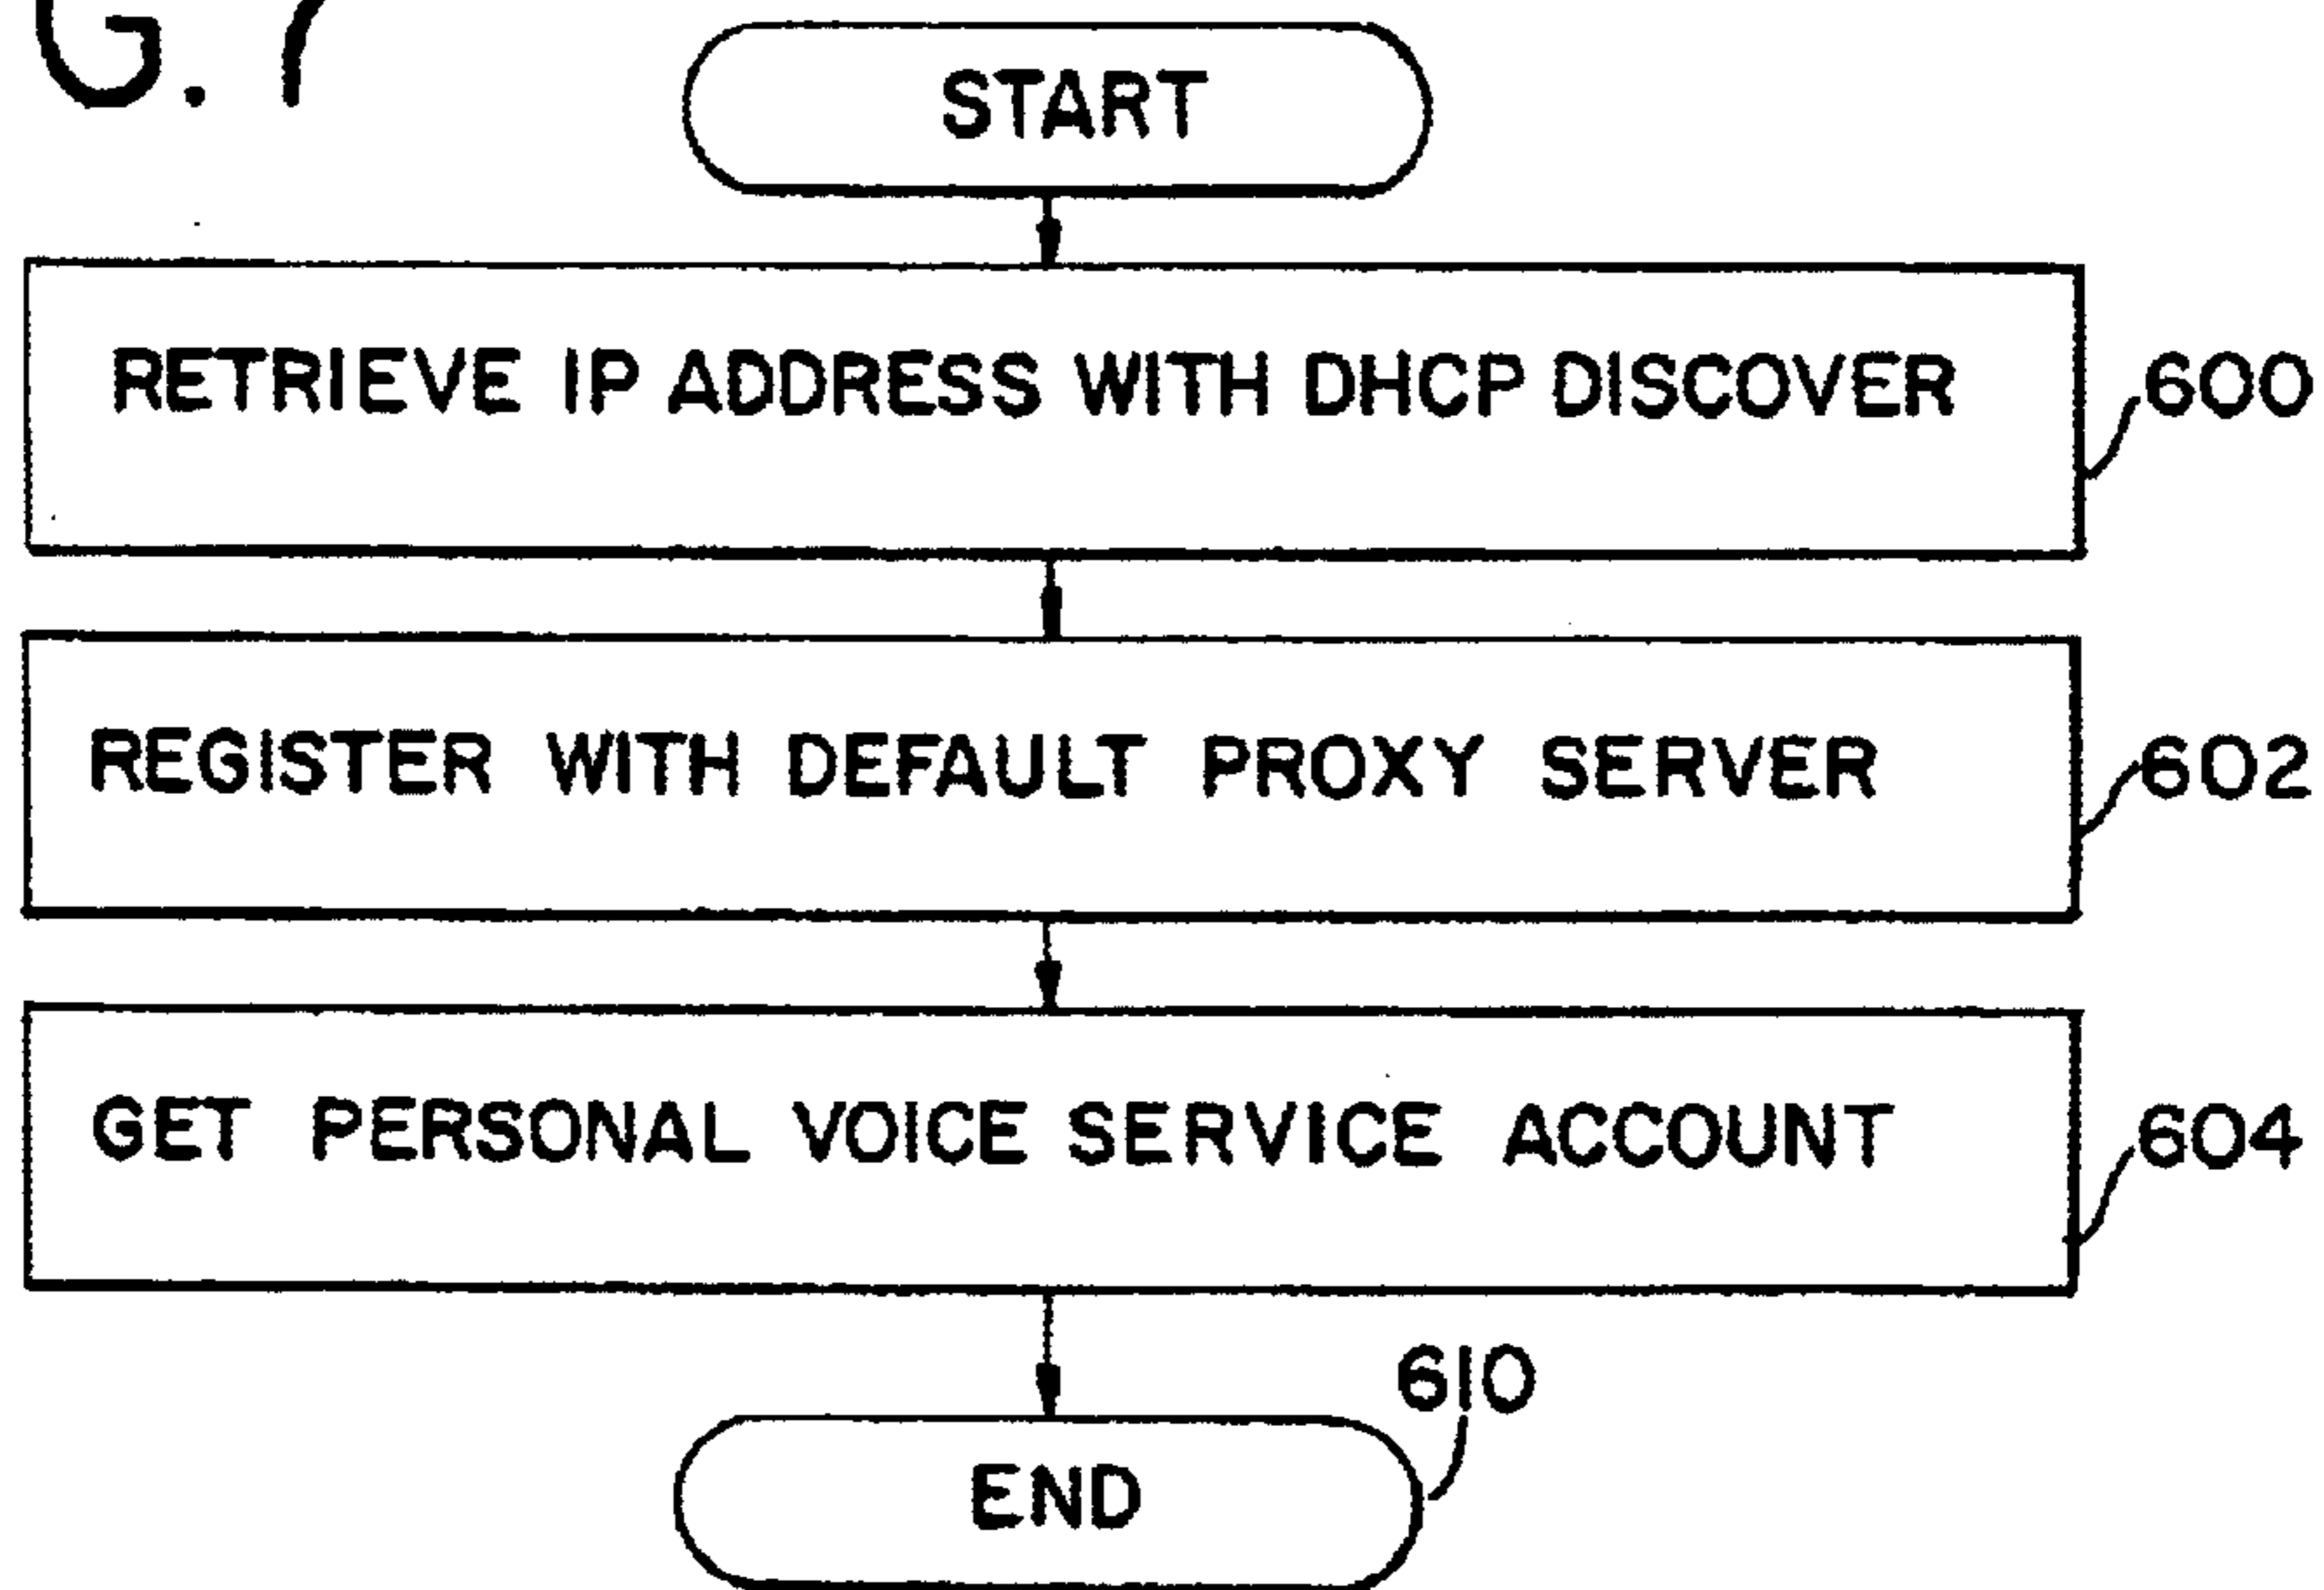 G. 7
START
RETRIEVE IP ADDRESS WITH DHCP DISCOVER
600
REGISTER WITH DEFAULT PROXY SERVER
602
GET PERSONAL VOICE SERVICE ACCOUNT
604
610
END